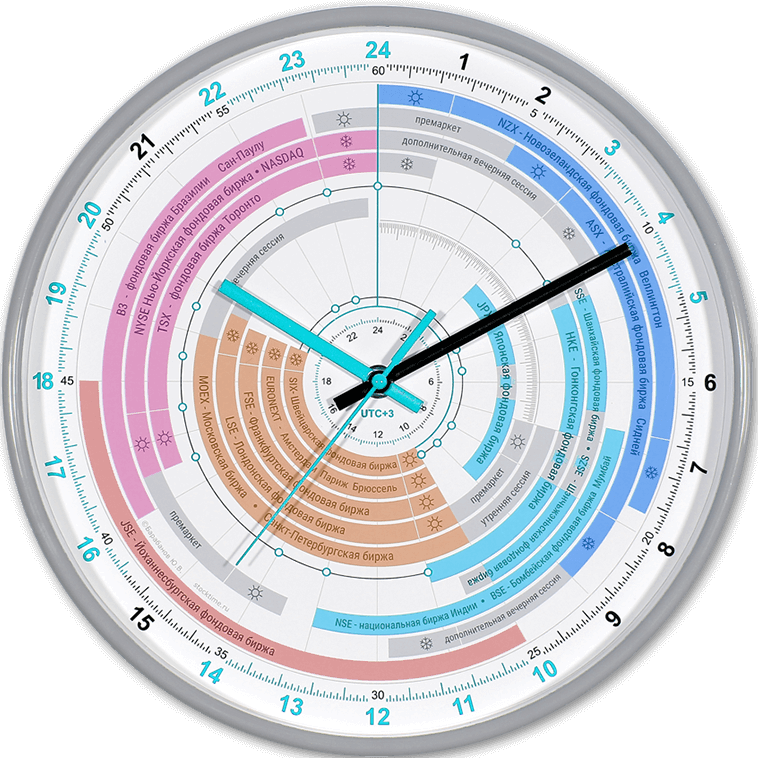 24
1
2
3
4
5
6
7
8
9
10
11
12
13
14
15
16
17
18
19
20
21
22
23
60
5
10
15
20
25
30
35
40
45
50
55
NZX - Новозеландская фондовая биржа Веллингтон
премаркет
дополнительная вечерняя сессия
ASX - Австралийская фондовая биржа Сидней
B3 - фондовая биржа Бразилии Сан-Паулу
NYSE Нью-Йоркская фондовая биржа • NASDAQ
TSX - фондовая биржа Торонто
вечерняя сессия
SSE - Шанхайская фондовая биржа • SZSE - Шэньчжэньская фондовая биржа
HKE - Гонконгская фондовая биржа
JPX Японская фондовая биржа
SIX- Швейцарская фондовая биржа
EURONEXT - Амстердам Париж Брюссель
FSE - Франкфуртская фондовая биржа
LSE - Лондонская фондовая биржа
MOEX - Московская биржа • Санкт-Петербургская биржа
премаркет
утренняя сессия
BSE - Бомбейская фондовая биржа Мумбай
NSE - национальная биржа Индии
дополнительная вечерняя сессия
премаркет
JSE - Йоханнесбургская фондовая биржа
©Барабанов Ю.В.
stocktime.ru
24
22
18
16
14
12
10
6
UTC+3